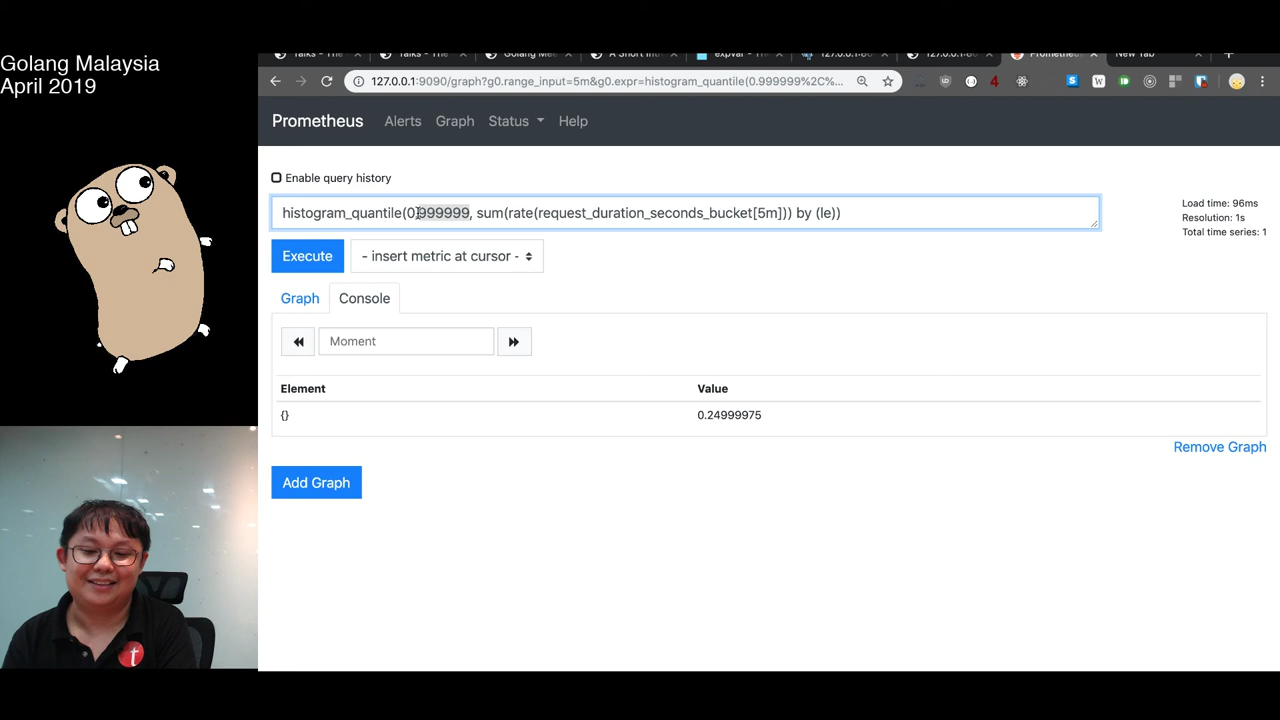 Golang Malaysia
April 2019
New Tab
127.0.0.1:9090/graph?g0.range_input=5m&g0.expr=histogram_quantile(0.999999%2C%...
4
S
W
Prometheus
Alerts
Graph
Status
Help
Enable query history
histogram_quantile(0.999999, sum(rate(request_duration_seconds_bucket[5m])) by (le))
Load time: 96ms
Resolution: 1s
Total time series: 1
Execute
- insert metric at cursor -
Graph
Console
Moment
Element
Value
{}
0.24999975
Remove Graph
Add Graph
t